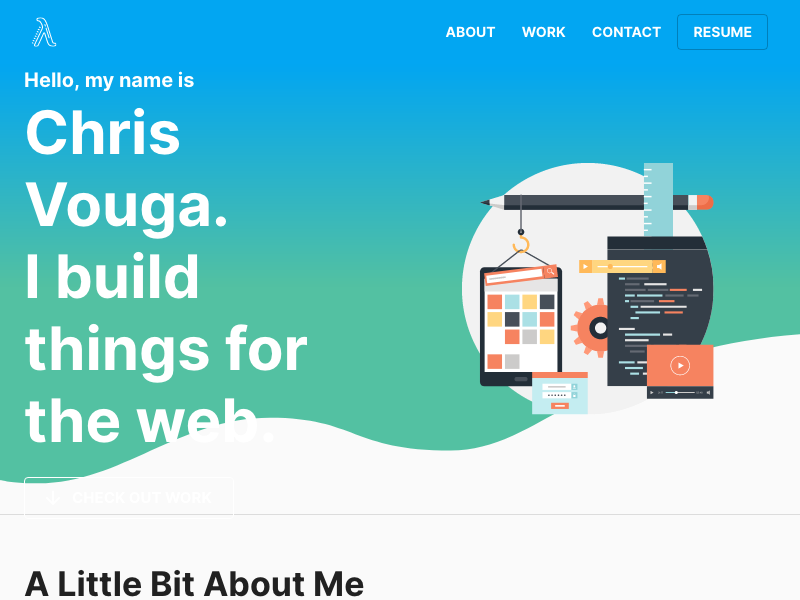 ABOUT WORK CONTACT RESUME
Hello, my name is
Chris
Vouga.
I build
things for
the web.
CHECK OUT WORK
A Little Bit About Me